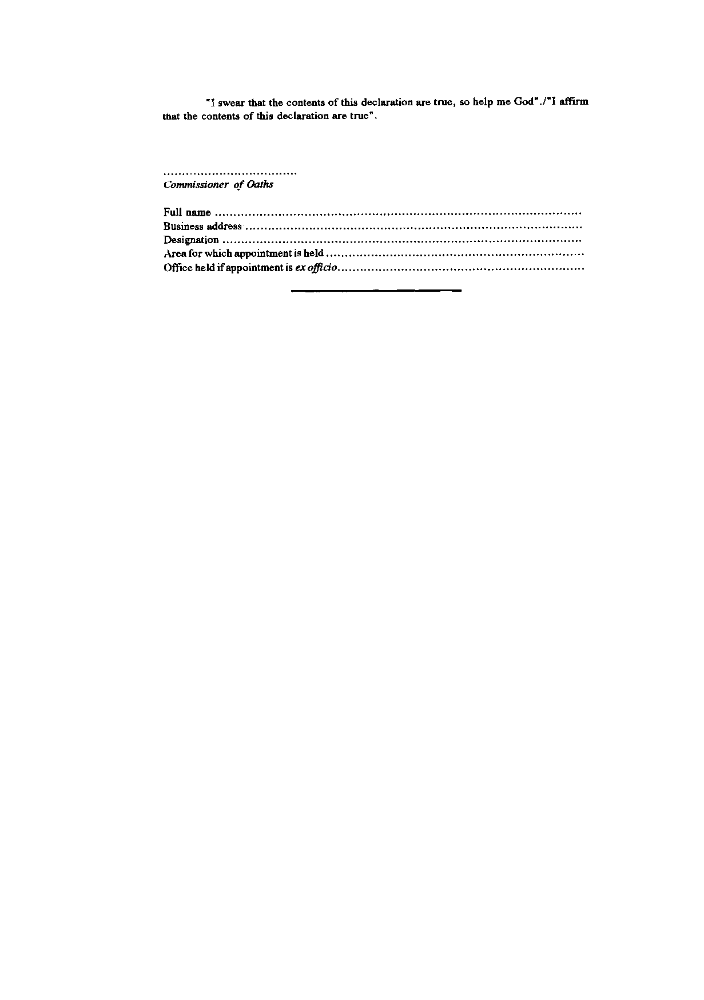 "I swear that the contents of this declaration are true, so help me God"./"I affirm
that the contents of this declaration are true".
....................................
Commissioner of Oaths
Full name ....................................................................................................
Business address ............................................................................................
Designation ..................................................................................................
Area for which appointment is held ......................................................................
Office held if appointment is ex officio...................................................................